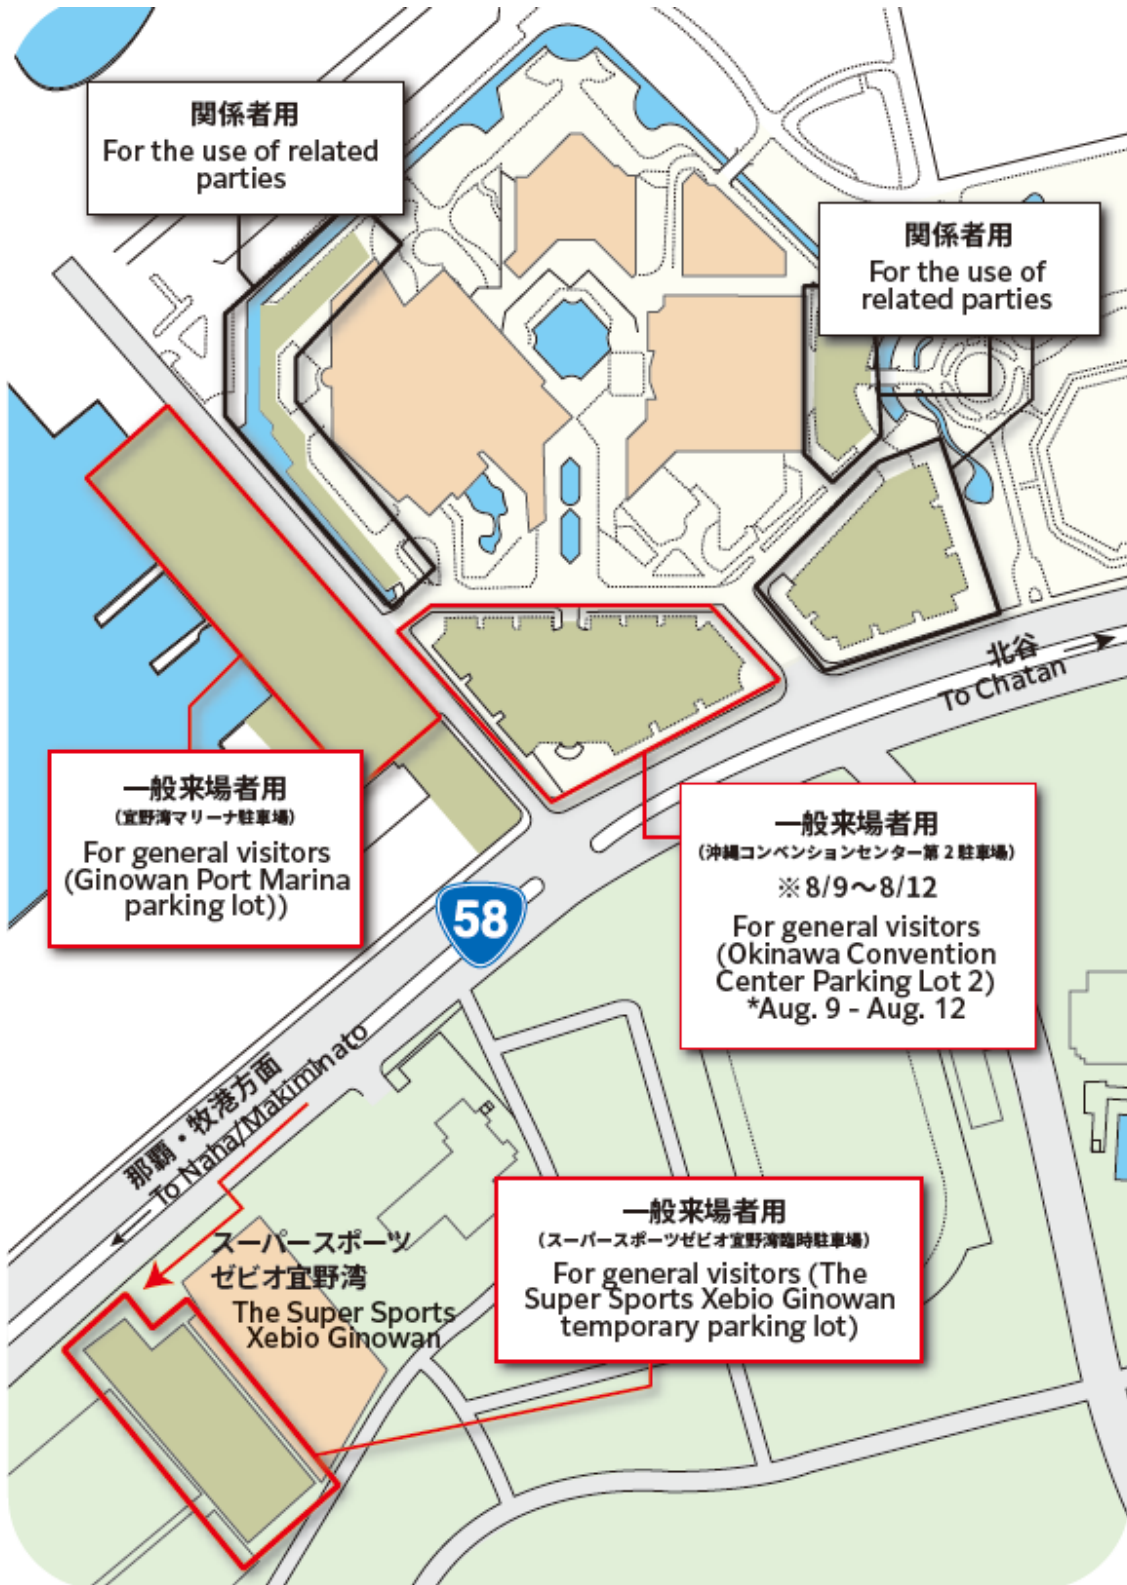 関係者用
For the use of related
parties
関係者用
For the use of
related parties
北谷
To Chatan
一般来場者用
(宜野湾マリーナ駐車場)
For general visitors
(Ginowan Port Marina
parking lot))
一般来場者用
(沖縄コンベンションセンター第2駐車場)
※8/9～8/12
For general visitors
(Okinawa Convention
Center Parking Lot 2)
*Aug. 9 - Aug. 12
58
那覇・牧港方面
To Naha/Makiminato
一般来場者用
(スーパースポーツゼビオ宜野湾臨時駐車場)
For general visitors (The
Super Sports Xebio Ginowan
temporary parking lot)
スーパースポーツ
ゼビオ宜野湾
The Super Sports
Xebio Ginowan